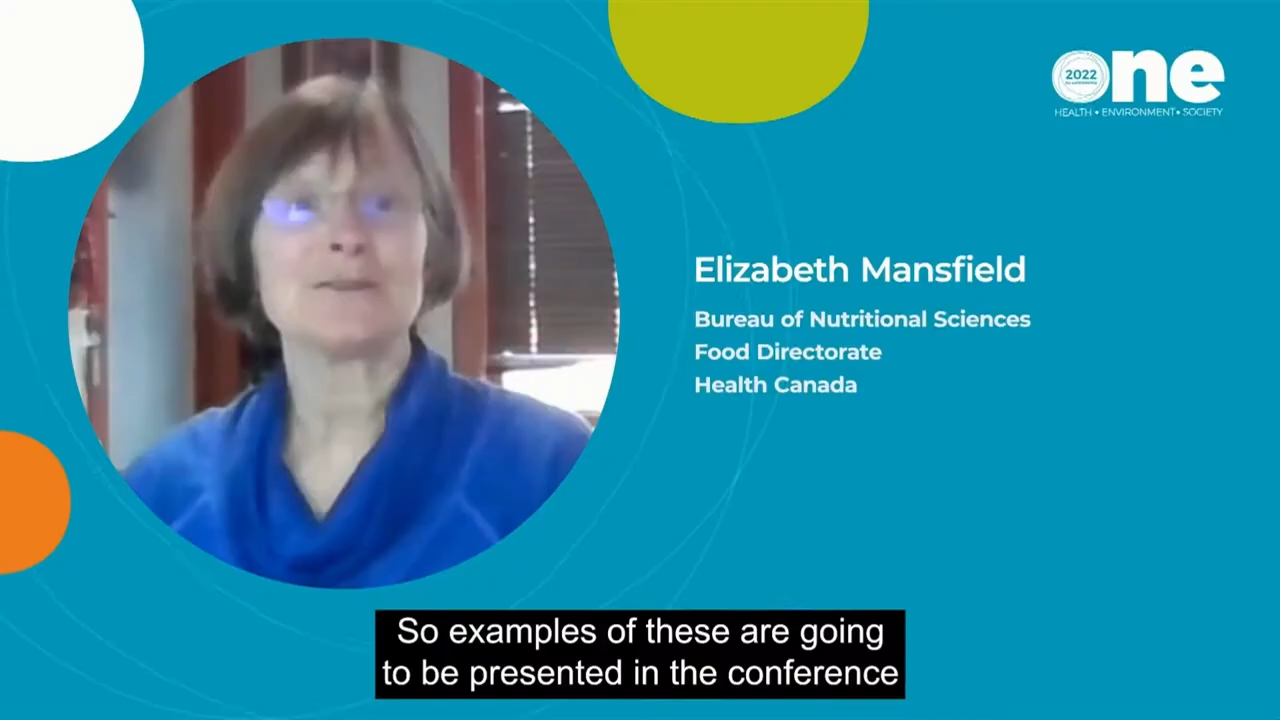 one
2022
HEALTH • ENVIRONMENT • SOCIETY
Elizabeth Mansfield
Bureau of Nutritional Sciences
Food Directorate
Health Canada
So examples of these are going
to be presented in the conference